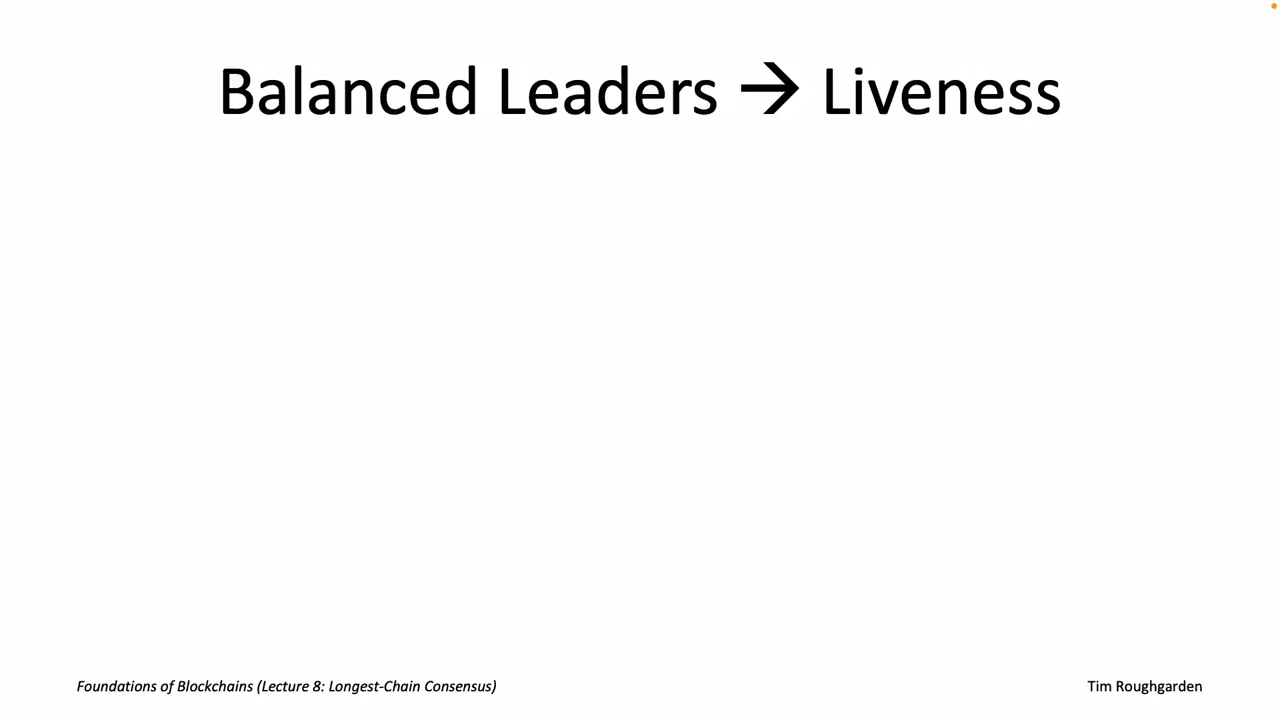 Balanced Leaders → Liveness
Foundations of Blockchains (Lecture 8: Longest-Chain Consensus)
Tim Roughgarden